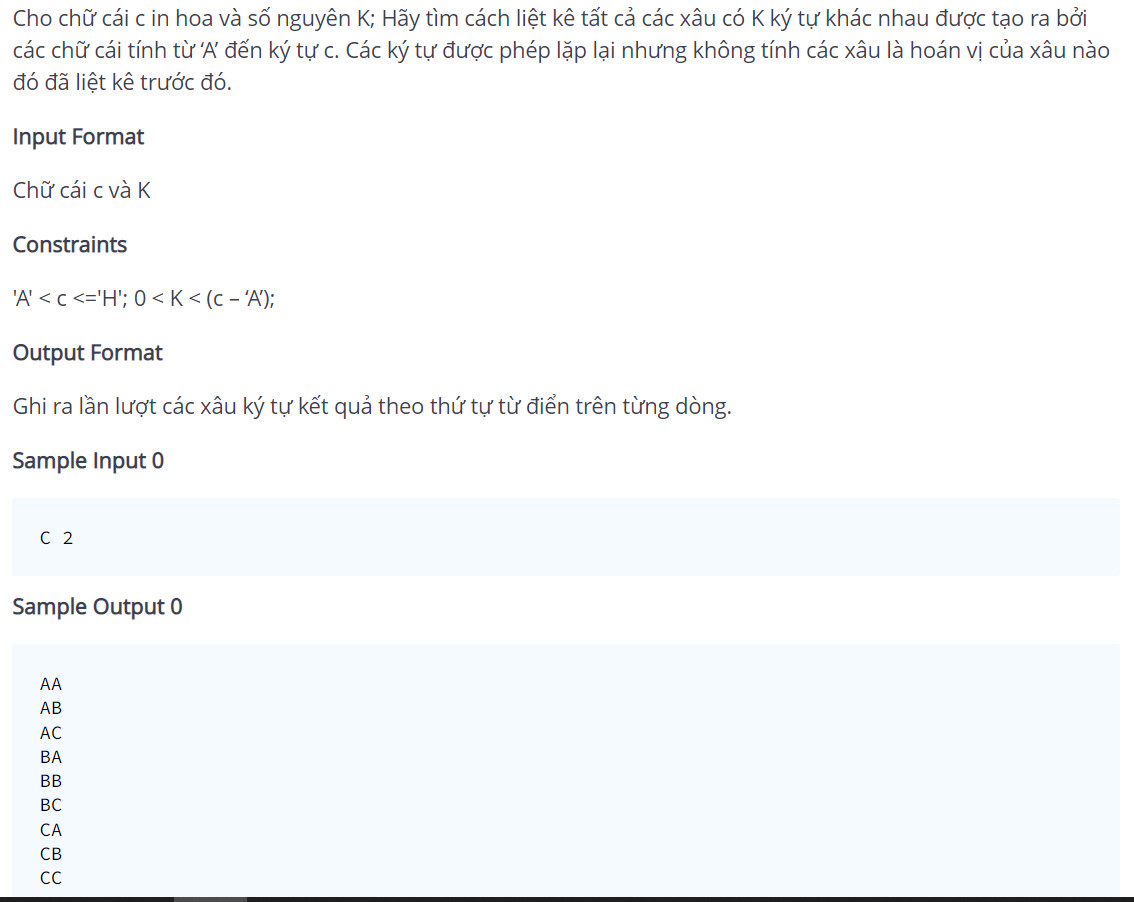 Cho chữ cái c in hoa và số nguyên K; Hãy tìm cách liệt kê tất cả các xâu có K ký tự khác nhau được tạo ra bởi
các chữ cái tính từ ‘A’ đến ký tự c. Các ký tự được phép lặp lại nhưng không tính các xâu là hoán vị của xâu nào
đó đã liệt kê trước đó.
Input Format
Chữ cái c và K
Constraints
'A' < c <='H'; 0 < K < (c – ‘A’);
Output Format
Ghi ra lần lượt các xâu ký tự kết quả theo thứ tự từ điển trên từng dòng.
Sample Input 0
C 2
Sample Output 0
AA
AB
AC
BA
BB
BC
CA
CB
CC